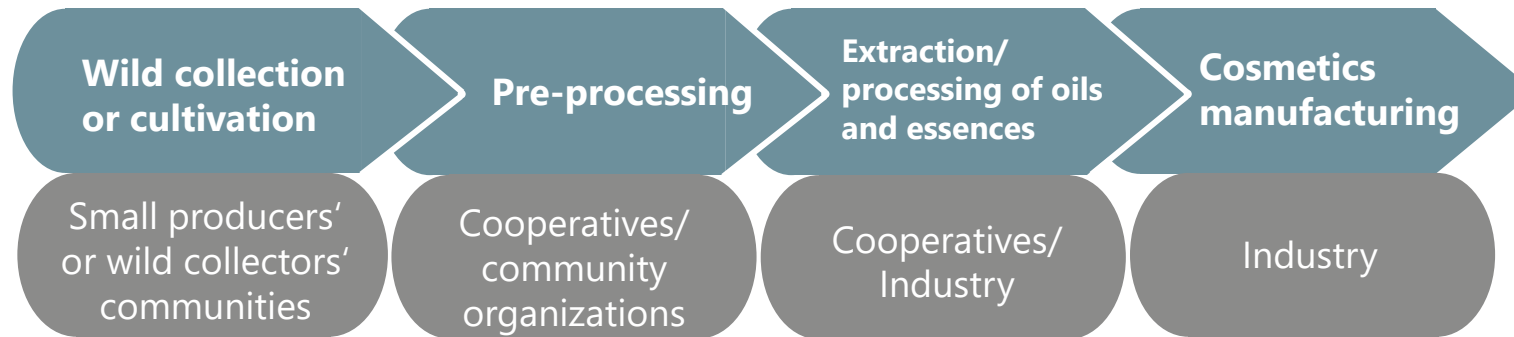 Wild collection
or cultivation
Pre-processing
Extraction/
processing of oils
and essences
Cosmetics
manufacturing
Small producers‘
or wild collectors‘
communities
Cooperatives/
community
organizations
Cooperatives/
Industry
Industry